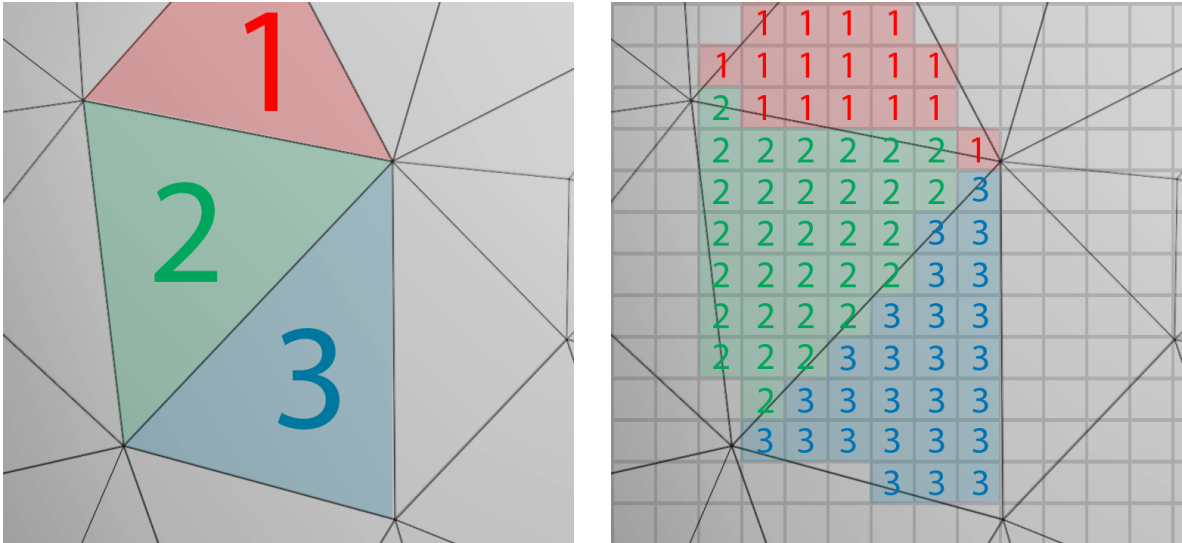 1
2
3
1 1 1 1
1 1 1 1 1 1
2 1 1 1 1 1
2 2 2 2 2 2 1
2 2 2 2 2 2 3
2 2 2 2 2 3 3
2 2 2 2 2 3 3
2 2 2 2 3 3 3
2 2 2 3 3 3 3
2 3 3 3 3 3
3 3 3 3 3 3
3 3 3